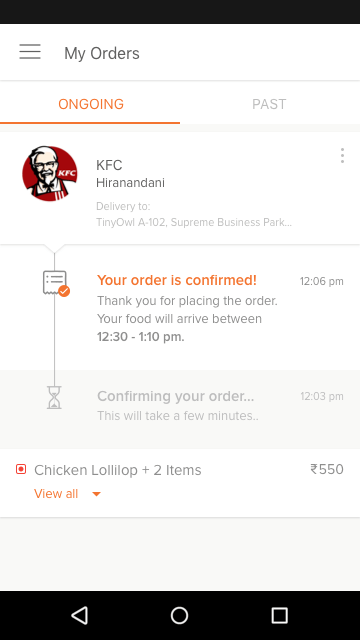 My Orders
ONGOING
PAST
KFC
KFC
Hiranandani
Delivery to:
TinyOwl A-102, Supreme Business Park...
Your order is confirmed!
12:06 pm
Thank you for placing the order.
Your food will arrive between
12:30 - 1:10 pm.
Confirming your order...
12:03 pm
This will take a few minutes..
Chicken Lollilop + 2 Items
₹550
View all